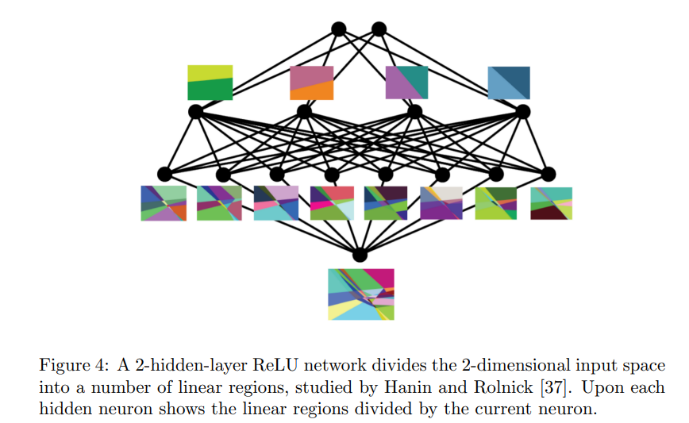 Figure 4: A 2-hidden-layer ReLU network divides the 2-dimensional input space
into a number of linear regions, studied by Hanin and Rolnick [37]. Upon each
hidden neuron shows the linear regions divided by the current neuron.